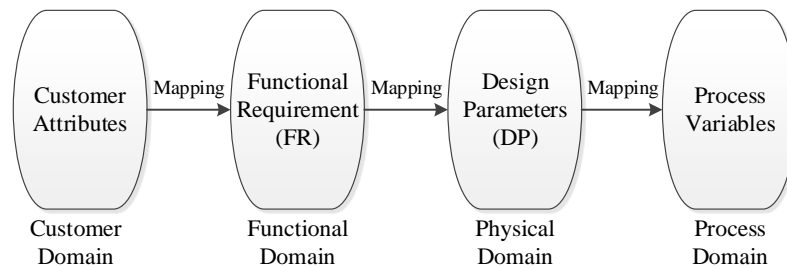 Customer
Attributes
Mapping
Functional
Requirement
(FR)
Mapping
Design
Parameters
(DP)
Mapping
Process
Variables
Customer
Domain
Functional
Domain
Physical
Domain
Process
Domain